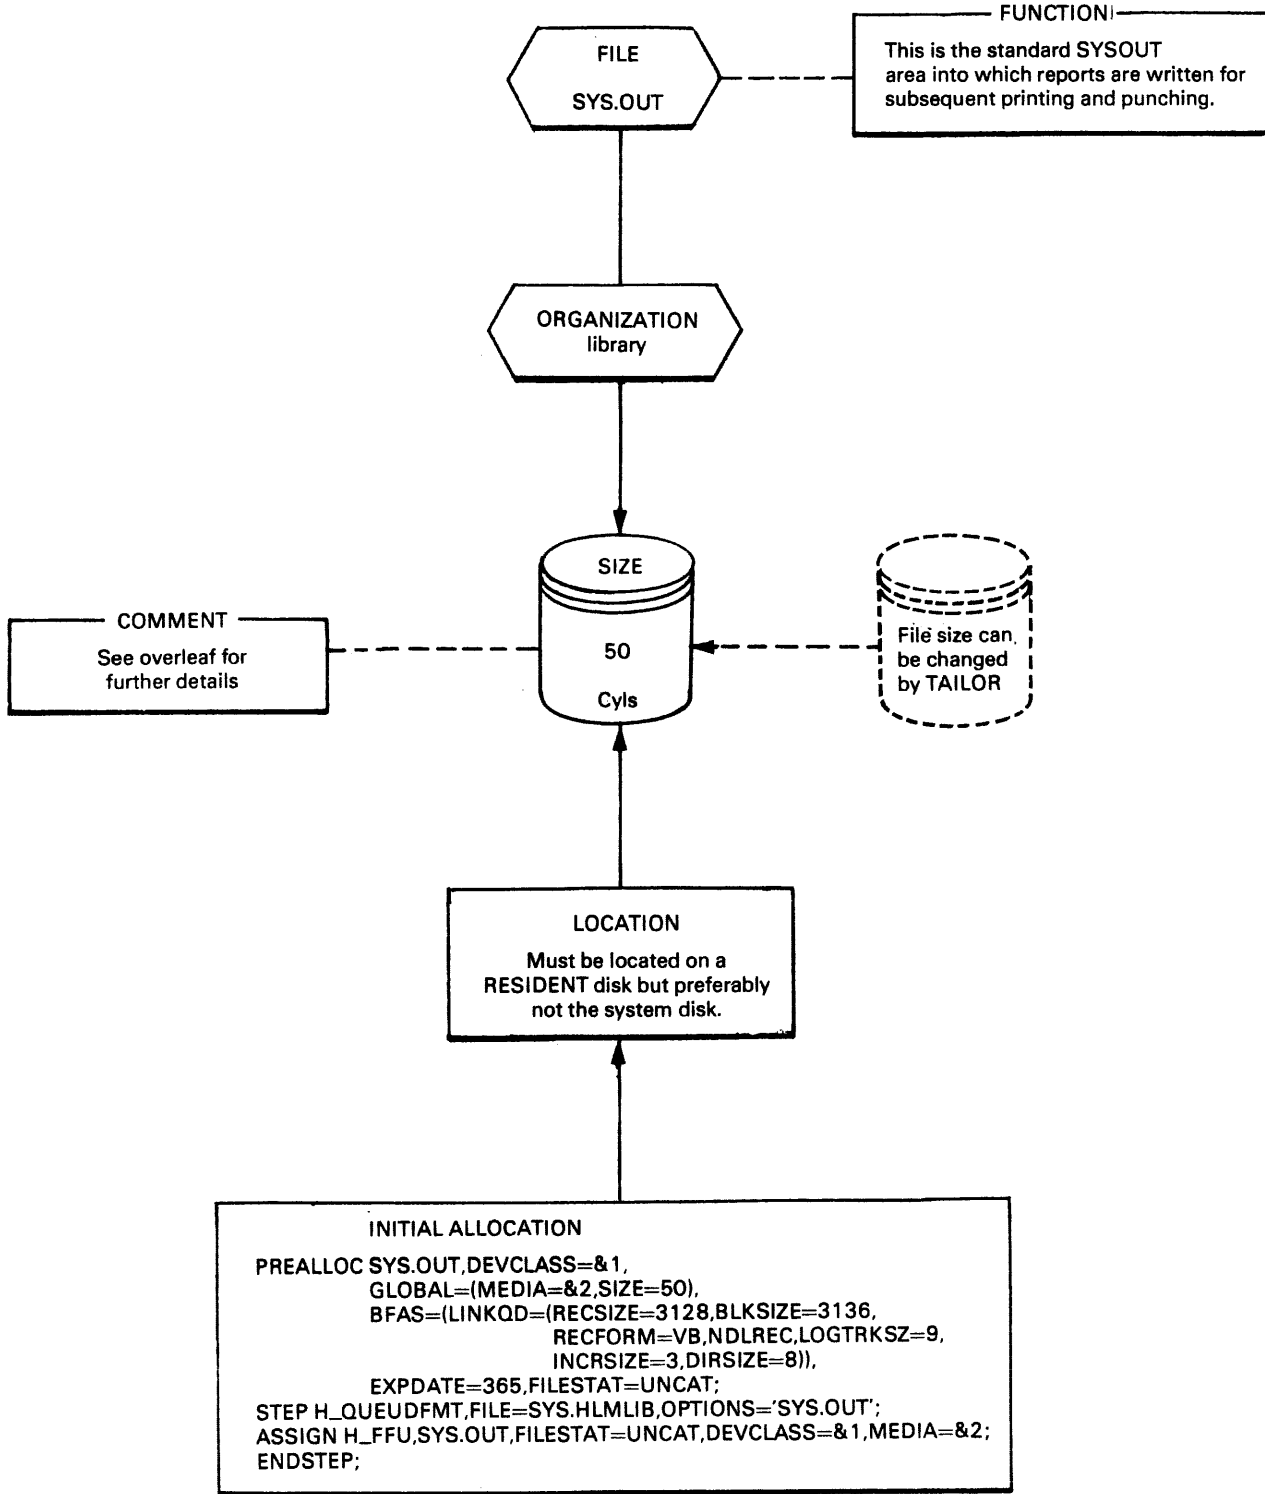 FUNCTION
FILE
SYS.OUT
This is the standard SYSOUT
area into which reports are written for
subsequent printing and punching.
ORGANIZATION
library
SIZE
50
Cyls
COMMENT
See overleaf for
further details
File size can
be changed
by TAILOR
LOCATION
Must be located on a
RESIDENT disk but preferably
not the system disk.
INITIAL ALLOCATION
PREALLOC SYS.OUT,DEVCLASS=&1,
GLOBAL=(MEDIA=&2,SIZE=50),
BFAS=(LINKQD=(RECSIZE=3128,BLKSIZE=3136,
RECFORM=VB,NDLREC,LOGTRKSZ=9,
INCRSIZE=3,DIRSIZE=8)),
EXPDATE=365,FILESTAT=UNCAT;
STEP H_QUEUDFMT,FILE=SYS.HLMLIB,OPTIONS='SYS.OUT';
ASSIGN H_FFU,SYS.OUT,FILESTAT=UNCAT,DEVCLASS=&1,MEDIA=&2;
ENDSTEP;